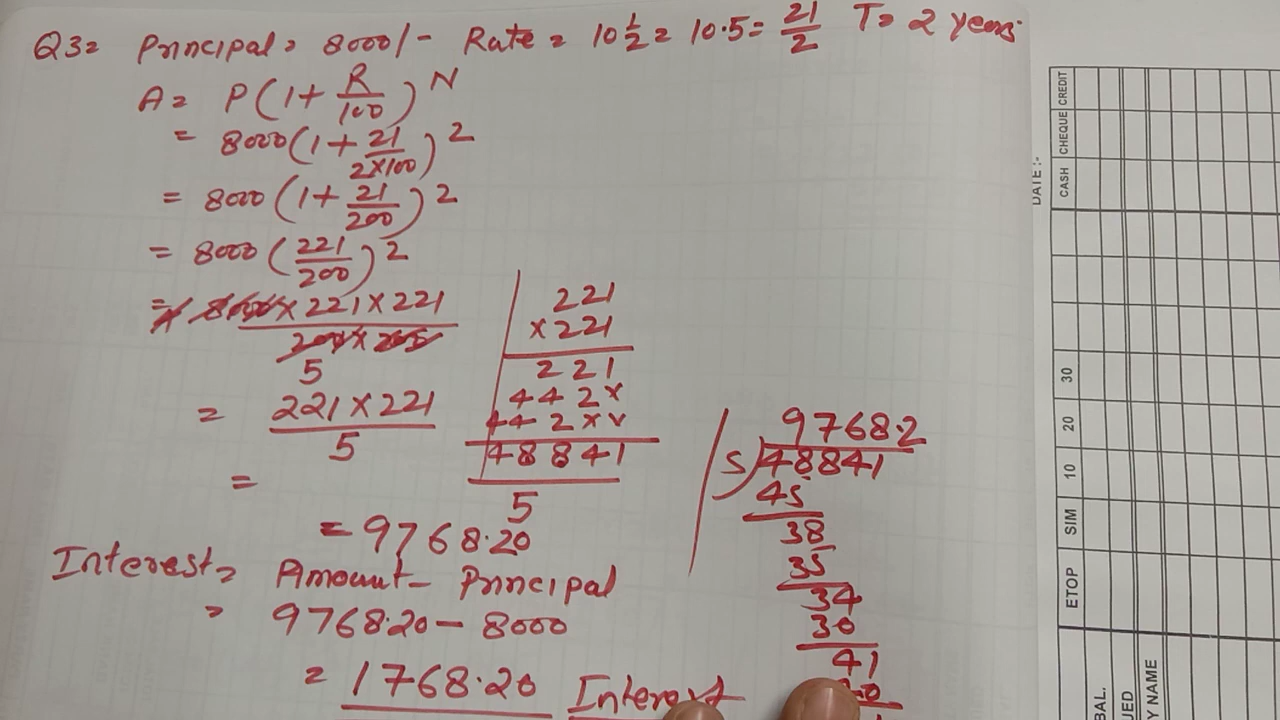 Q3= Principal= 8000/- Rate = 10 1/2 = 10.5 = 21/2 T= 2 years
A= P(1+ R/100)N
= 8000(1+ 21/2×100)2
= 8000(1+ 21/200)2
= 8000(221/200)2
8000×221×221
200×200
5
= 221×221
5
=
221
×221
221
442×
442××
48841
5
= 9768.20
Interest= Amount- Principal
= 9768.20 - 8000
= 1768.20 Interest
9768.2
5)48841
45
38
35
34
30
41
DATE :-
CASH CHEQUE CREDIT
ETOP SIM 10 20 30
BAL.
Y NAME